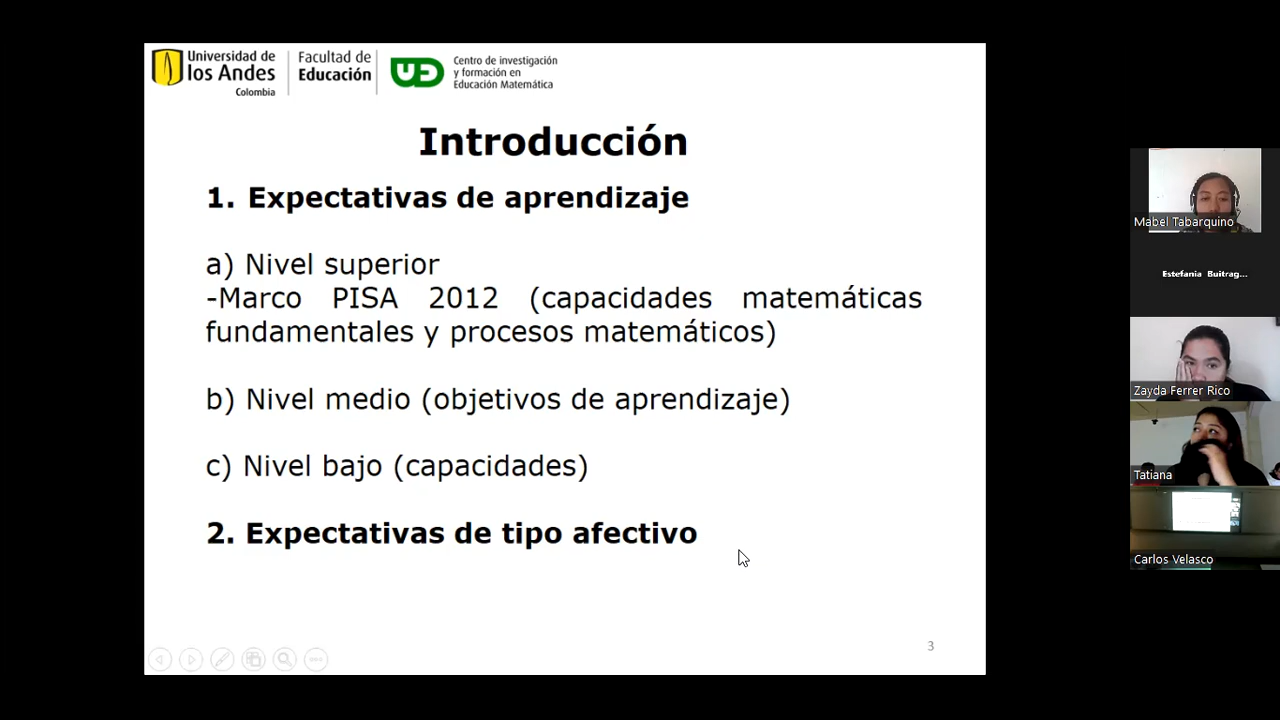 Universidad de
los Andes
Colombia
Facultad de
Educación
Centro de investigación
y formación en
Educación Matemática
Introducción
1. Expectativas de aprendizaje
a) Nivel superior
-Marco PISA 2012 (capacidades matemáticas
fundamentales y procesos matemáticos)
b) Nivel medio (objetivos de aprendizaje)
c) Nivel bajo (capacidades)
2. Expectativas de tipo afectivo
3
Mabel Tabarquino
Estefania Buitrag...
Zayda Ferrer Rico
Tatiana
Carlos Velasco